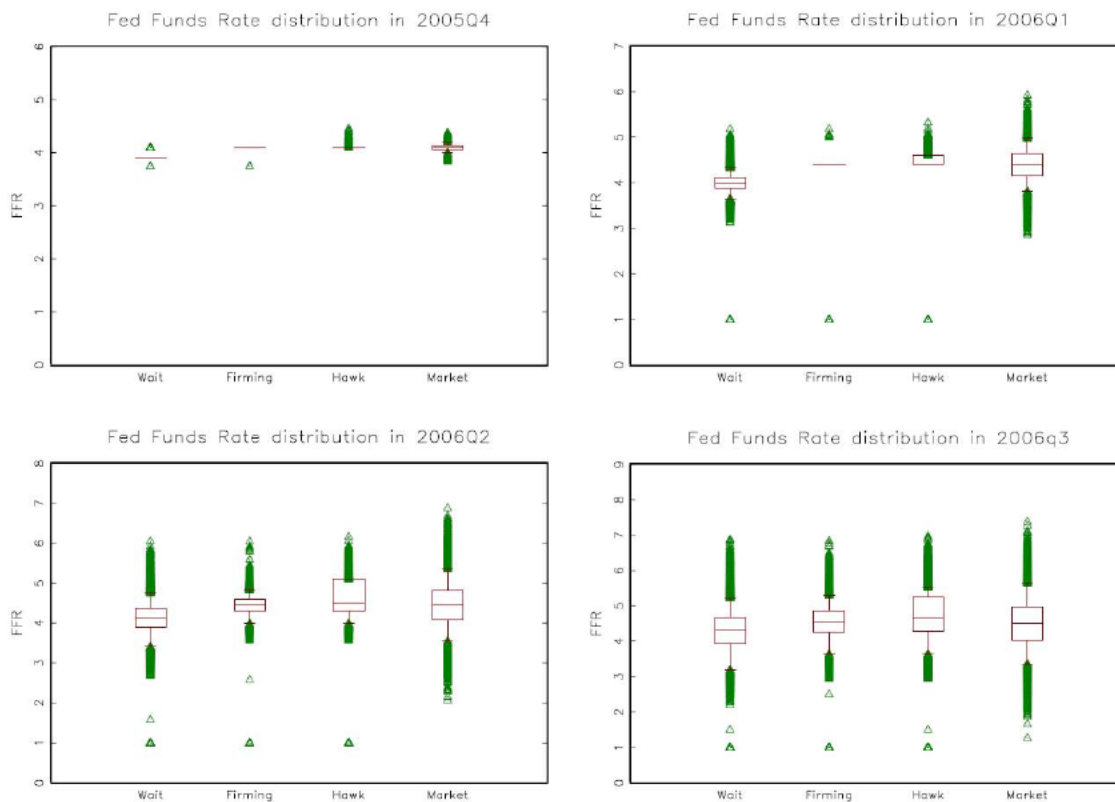 Fed Funds Rate distribution in 2005Q4
6
5
4
3
2
1
0
FFR
Wait Firming Hawk Market
Fed Funds Rate distribution in 2006Q1
7
6
5
4
3
2
1
0
FFR
Wait Firming Hawk Market
Fed Funds Rate distribution in 2006Q2
8
7
6
5
4
3
2
1
0
FFR
Wait Firming Hawk Market
Fed Funds Rate distribution in 2006q3
9
8
7
6
5
4
3
2
1
0
FFR
Wait Firming Hawk Market